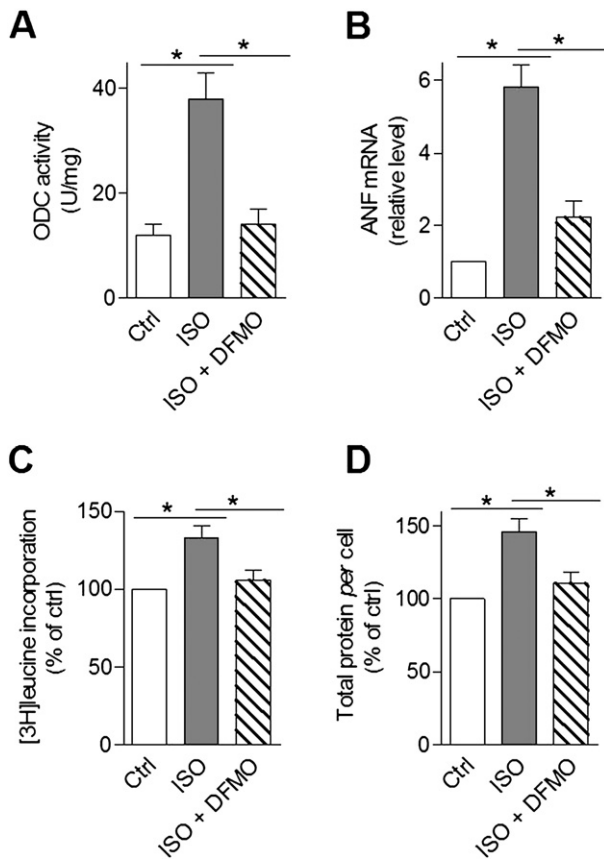 A
ODC activity
(U/mg)
40
20
0
* *
Ctrl
ISO
ISO + DFMO
B
ANF mRNA
(relative level)
6
4
2
0
* *
Ctrl
ISO
ISO + DFMO
C
[3H]leucine incorporation
(% of ctrl)
150
100
50
0
* *
Ctrl
ISO
ISO + DFMO
D
Total protein per cell
(% of ctrl)
150
100
50
0
* *
Ctrl
ISO
ISO + DFMO